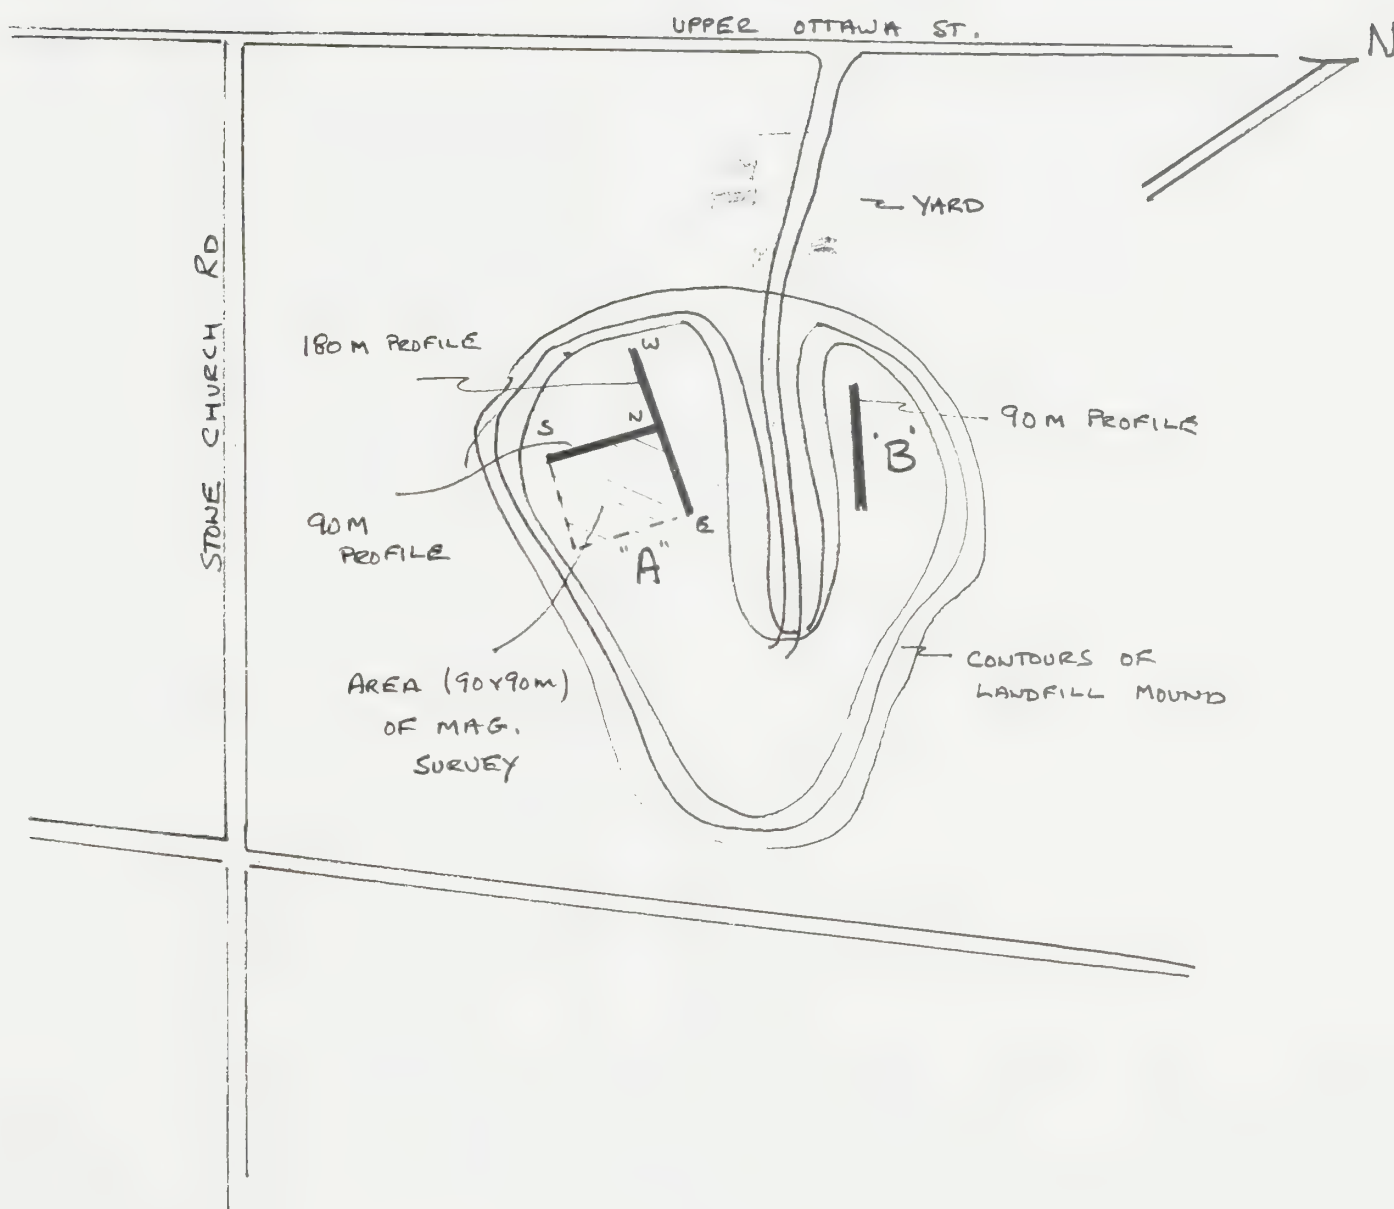 UPPER OTTAWA ST.
N
YARD
STONE CHURCH RD
180 M PROFILE
W
S
N
90 M PROFILE
'B'
90 M
PROFILE
E
"A"
AREA (90x90m)
OF MAG.
SURVEY
CONTOURS OF
LANDFILL MOUND